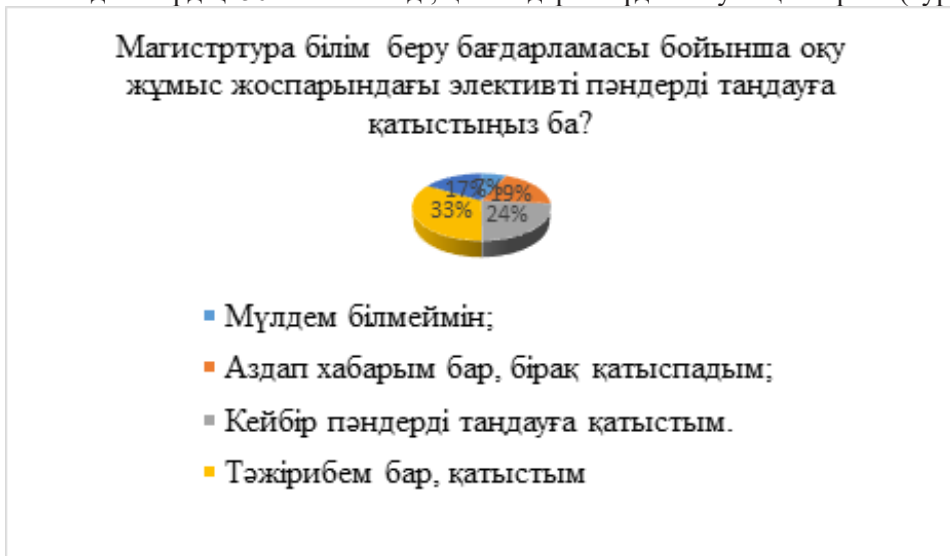 Магистртура білім беру бағдарламасы бойынша оқу
жұмыс жоспарындағы элективті пәндерді таңдауға
қатыстыңыз ба?
17% 7% 19%
33% 24%
Мүлдем білмеймін;
Аздап хабарым бар, бірақ қатыспадым;
Кейбір пәндерді таңдауға қатыстым.
Тәжірибем бар, қатыстым